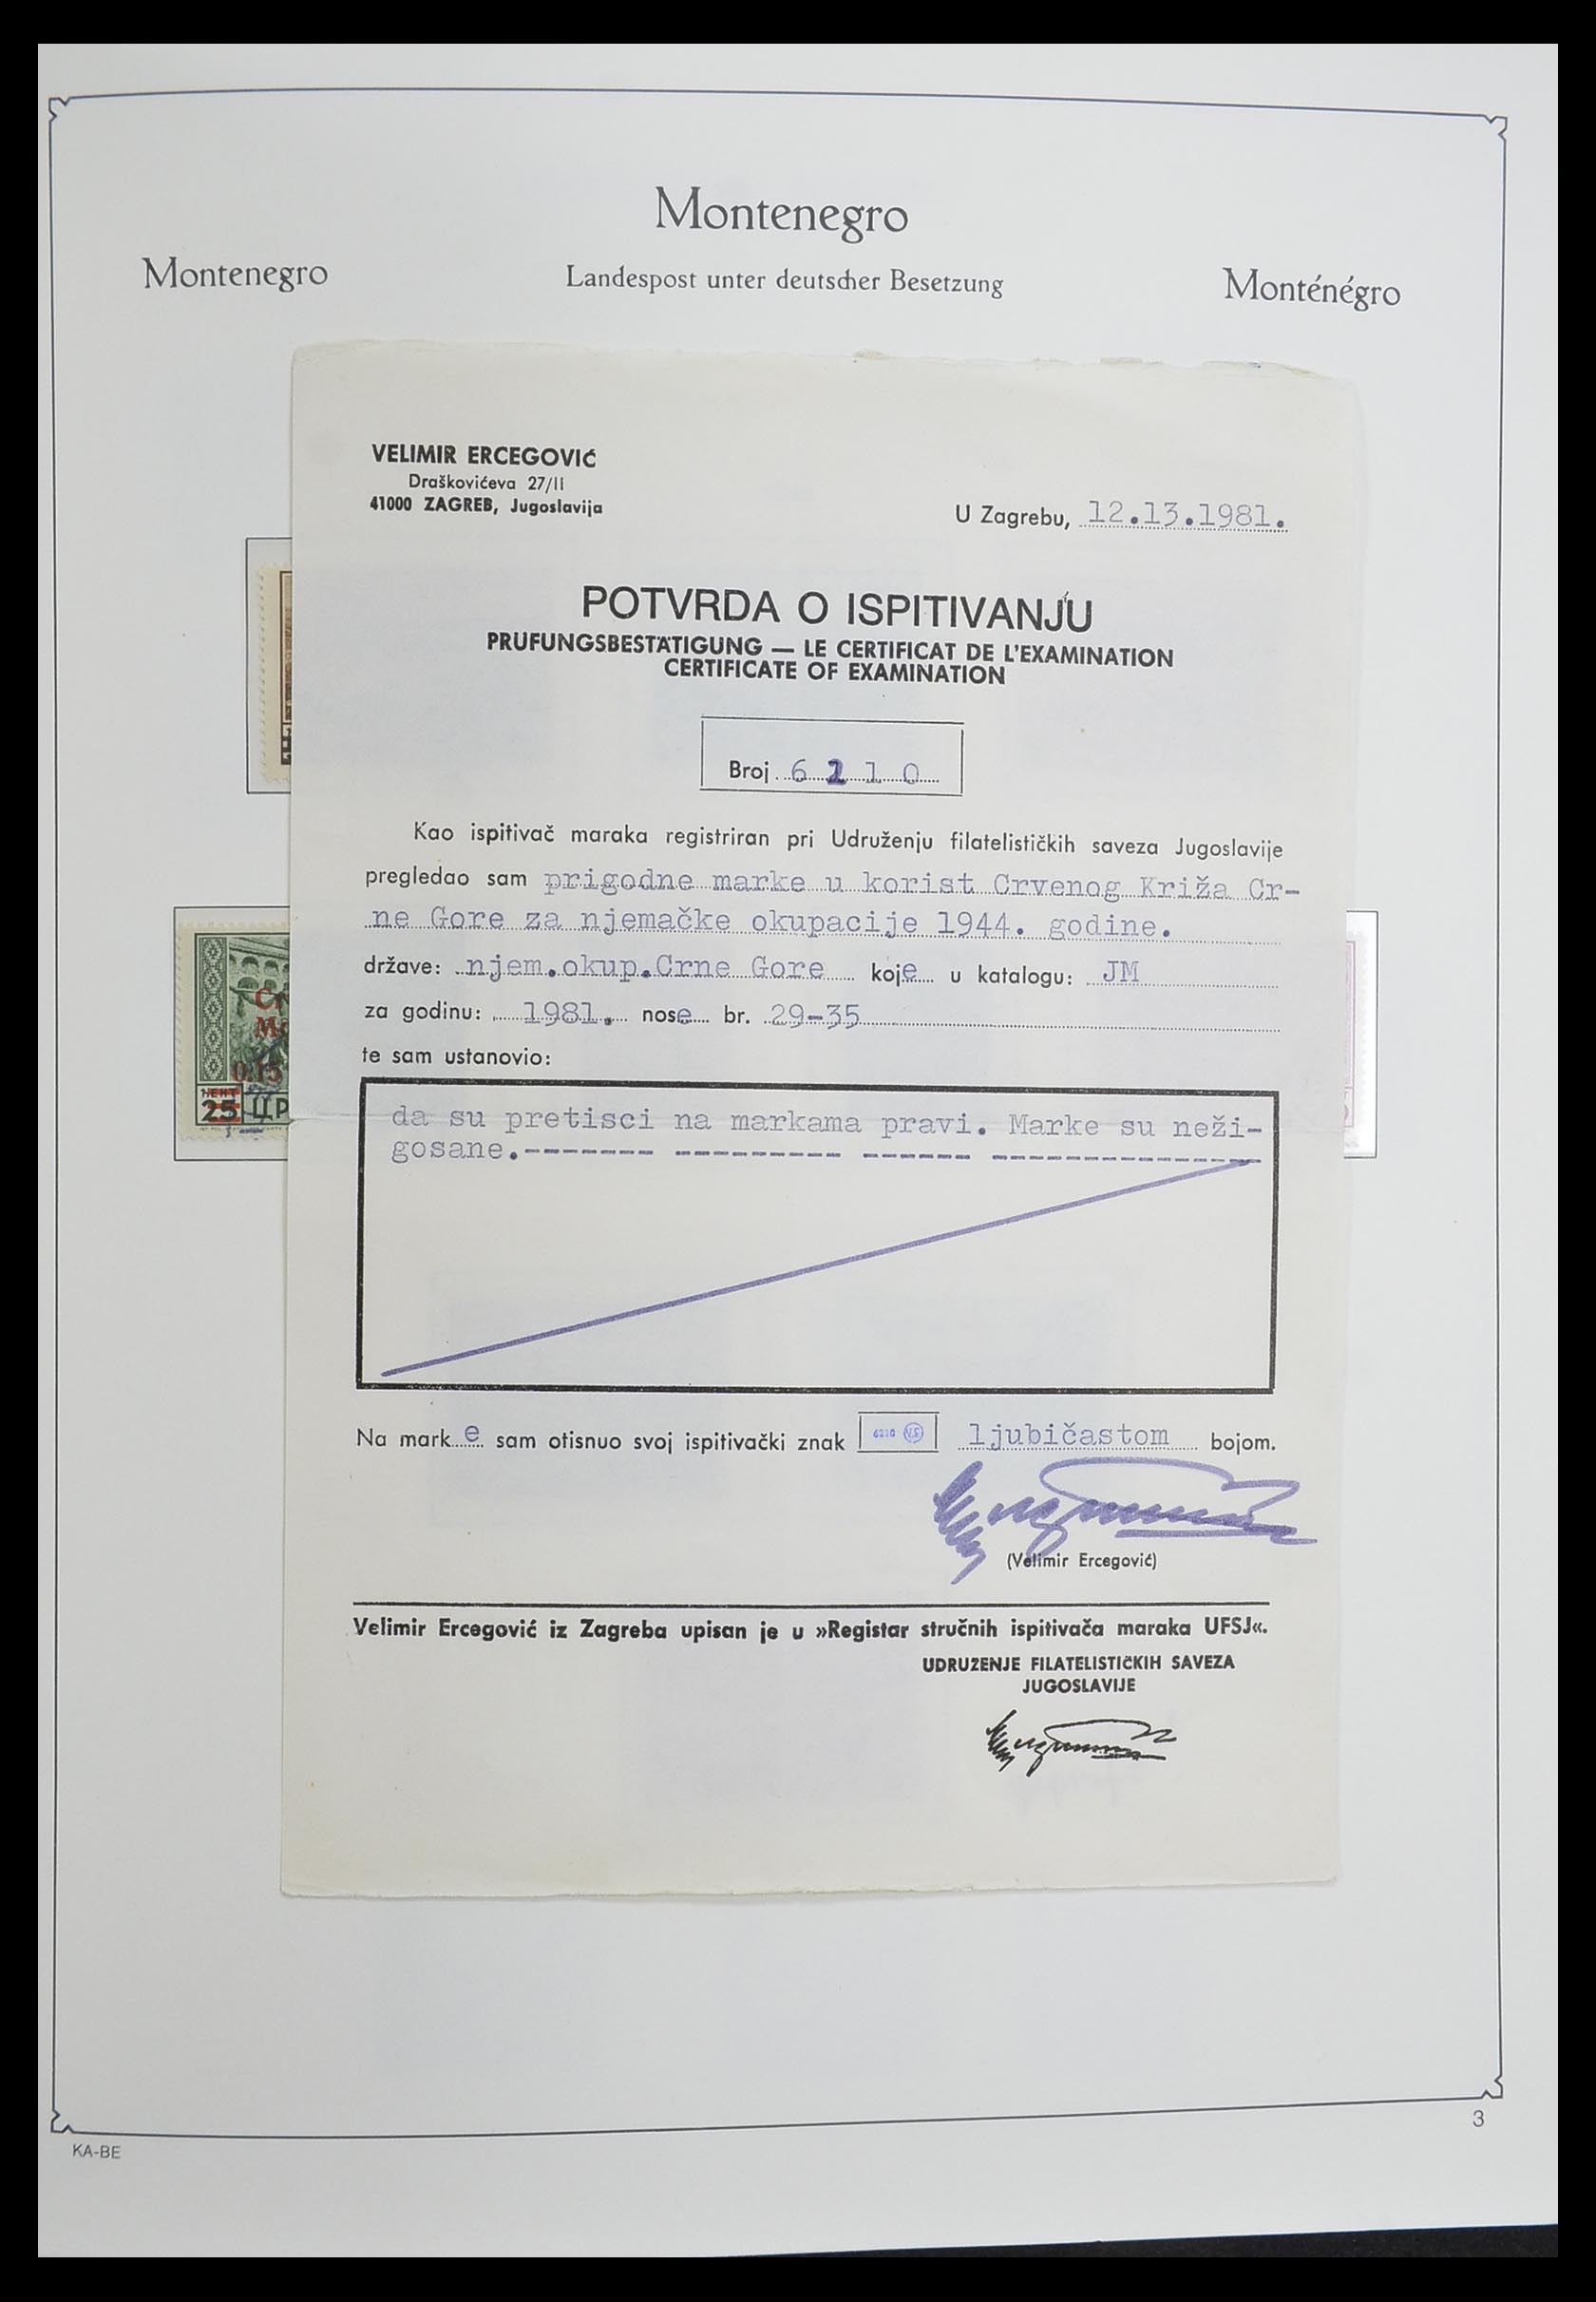 Montenegro
Montenegro
Landespost unter deutscher Besetzung
Monténégro
VELIMIR ERCEGOVIĆ
Draškovićeva 27/II
41000 ZAGREB, Jugoslavija
U Zagrebu, 12.13.1981.
POTVRDA O ISPITIVANJU
PRUFUNGSBESTÄTIGUNG — LE CERTIFICAT DE L'EXAMINATION
CERTIFICATE OF EXAMINATION
Broj 6 2 1 0
Kao ispitivač maraka registriran pri Udruženju filatelističkih saveza Jugoslavije
pregledao sam prigodne marke u korist Crvenog Križa Cr-
ne Gore za njemačke okupacije 1944. godine.
države: njem.okup.Crne Gore koje u katalogu: JM
za godinu: 1981. nose br. 29-35
te sam ustanovio:
da su pretisci na markama pravi. Marke su neži-
gosane.------- --------- ------ ---------------
Na mark e sam otisnuo svoj ispitivački znak 6210 V.E ljubičastom bojom.
(Velimir Ercegović)
Velimir Ercegović iz Zagreba upisan je u »Registar stručnih ispitivača maraka UFSJ«.
UDRUZENJE FILATELISTIČKIH SAVEZA
JUGOSLAVIJE
0.15
25 ЦР
KA-BE
3